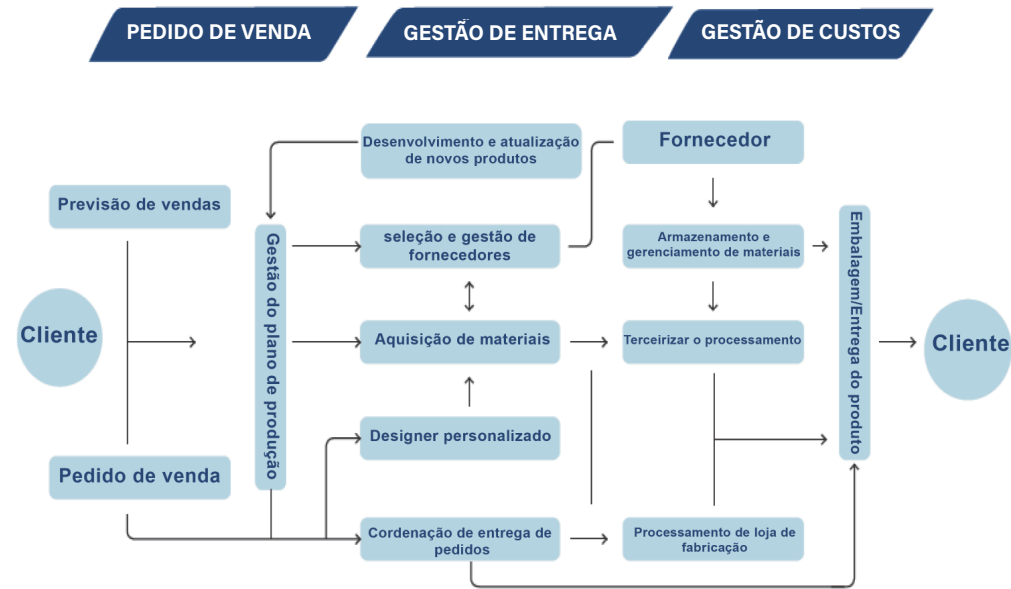 PEDIDO DE VENDA
GESTÃO DE ENTREGA
GESTÃO DE CUSTOS
Desenvolvimento e atualização
de novos produtos
Fornecedor
Previsão de vendas
seleção e gestão de
fornecedores
Armazenamento e
gerenciamento de materiais
Gestão do plano de produção
Embalagem/Entrega do produto
Cliente
Aquisição de materiais
Terceirizar o processamento
Cliente
Designer personalizado
Pedido de venda
Cordenação de entrega de
pedidos
Processamento de loja de
fabricação